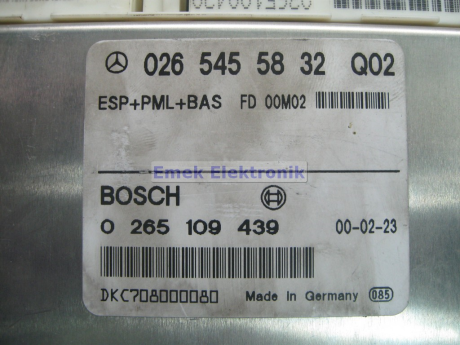 026 545 58 32 Q02
ESP+PML+BAS FD 00M02
Emek Elektronik
BOSCH
0 265 109 439 00-02-23
DKC708000080 Made in Germany 085